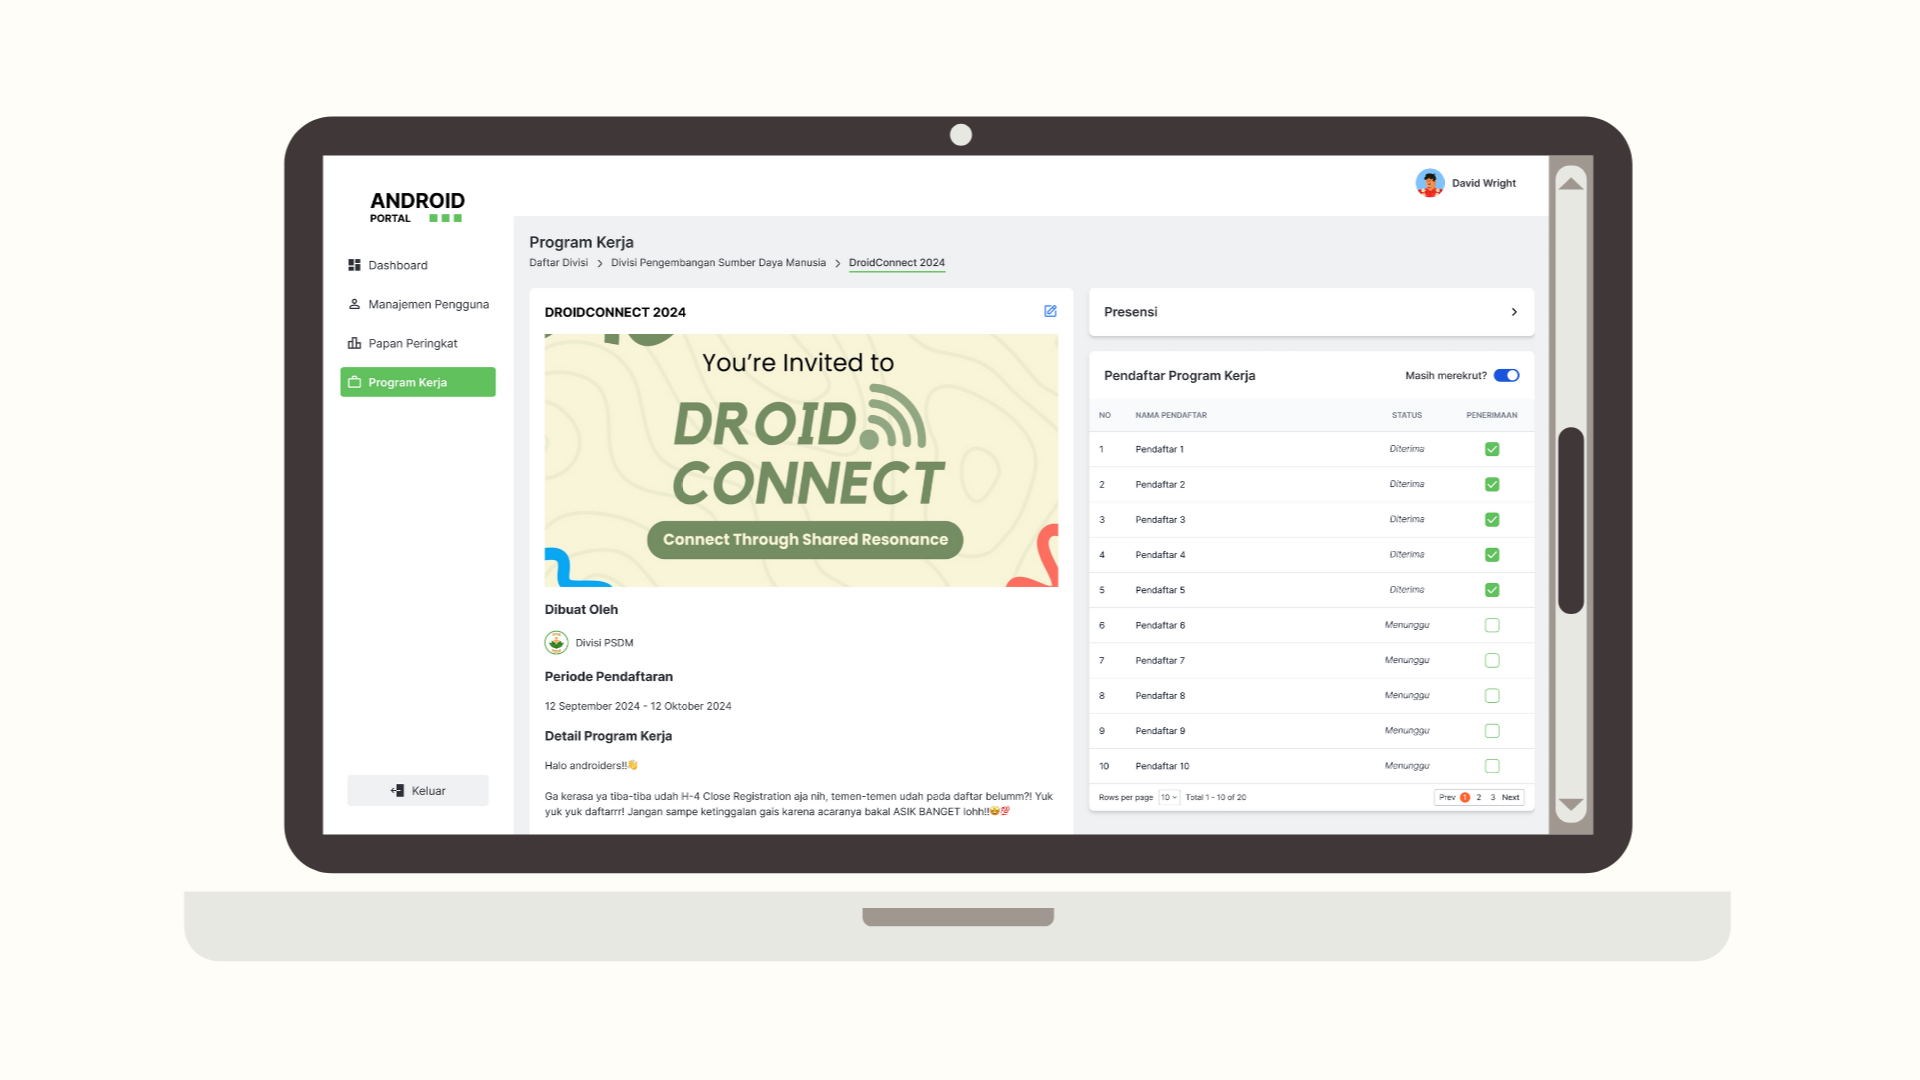 ANDROID
PORTAL
David Wright
Dashboard
Manajemen Pengguna
Papan Peringkat
Program Kerja
Keluar
Program Kerja
Daftar Divisi > Divisi Pengembangan Sumber Daya Manusia > DroidConnect 2024
DROIDCONNECT 2024
You're Invited to
DROID
CONNECT
Connect Through Shared Resonance
Dibuat Oleh
Divisi PSDM
Periode Pendaftaran
12 September 2024 - 12 Oktober 2024
Detail Program Kerja
Halo androiders!!👋
Ga kerasa ya tiba-tiba udah H-4 Close Registration aja nih, temen-temen udah pada daftar belumm?! Yuk
yuk yuk daftarrr! Jangan sampe ketinggalan gais karena acaranya bakal ASIK BANGET lohh!!🤩💯
Presensi
Pendaftar Program Kerja Masih merekrut?
NO NAMA PENDAFTAR STATUS PENERIMAAN
1 Pendaftar 1 Diterima
2 Pendaftar 2 Diterima
3 Pendaftar 3 Diterima
4 Pendaftar 4 Diterima
5 Pendaftar 5 Diterima
6 Pendaftar 6 Menunggu
7 Pendaftar 7 Menunggu
8 Pendaftar 8 Menunggu
9 Pendaftar 9 Menunggu
10 Pendaftar 10 Menunggu
Rows per page 10 Total 1 - 10 of 20 Prev 1 2 3 Next